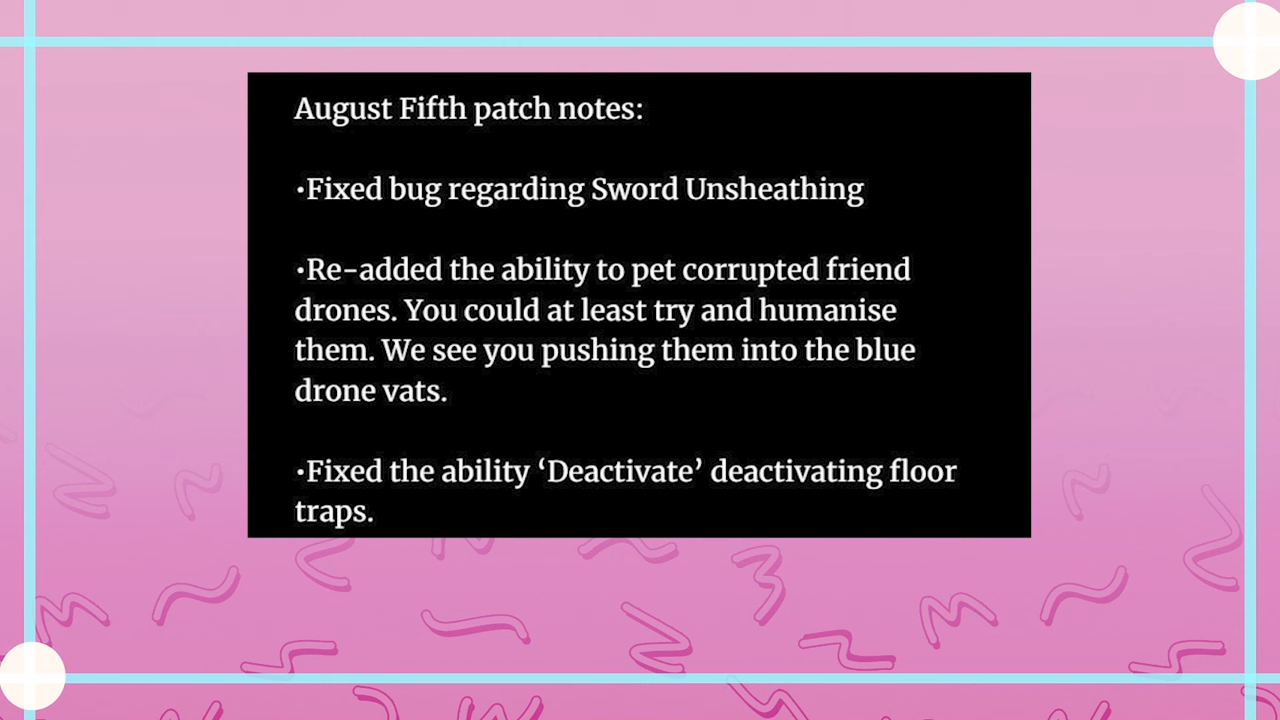 August Fifth patch notes:
•Fixed bug regarding Sword Unsheathing
•Re-added the ability to pet corrupted friend
drones. You could at least try and humanise
them. We see you pushing them into the blue
drone vats.
•Fixed the ability ‘Deactivate’ deactivating floor
traps.